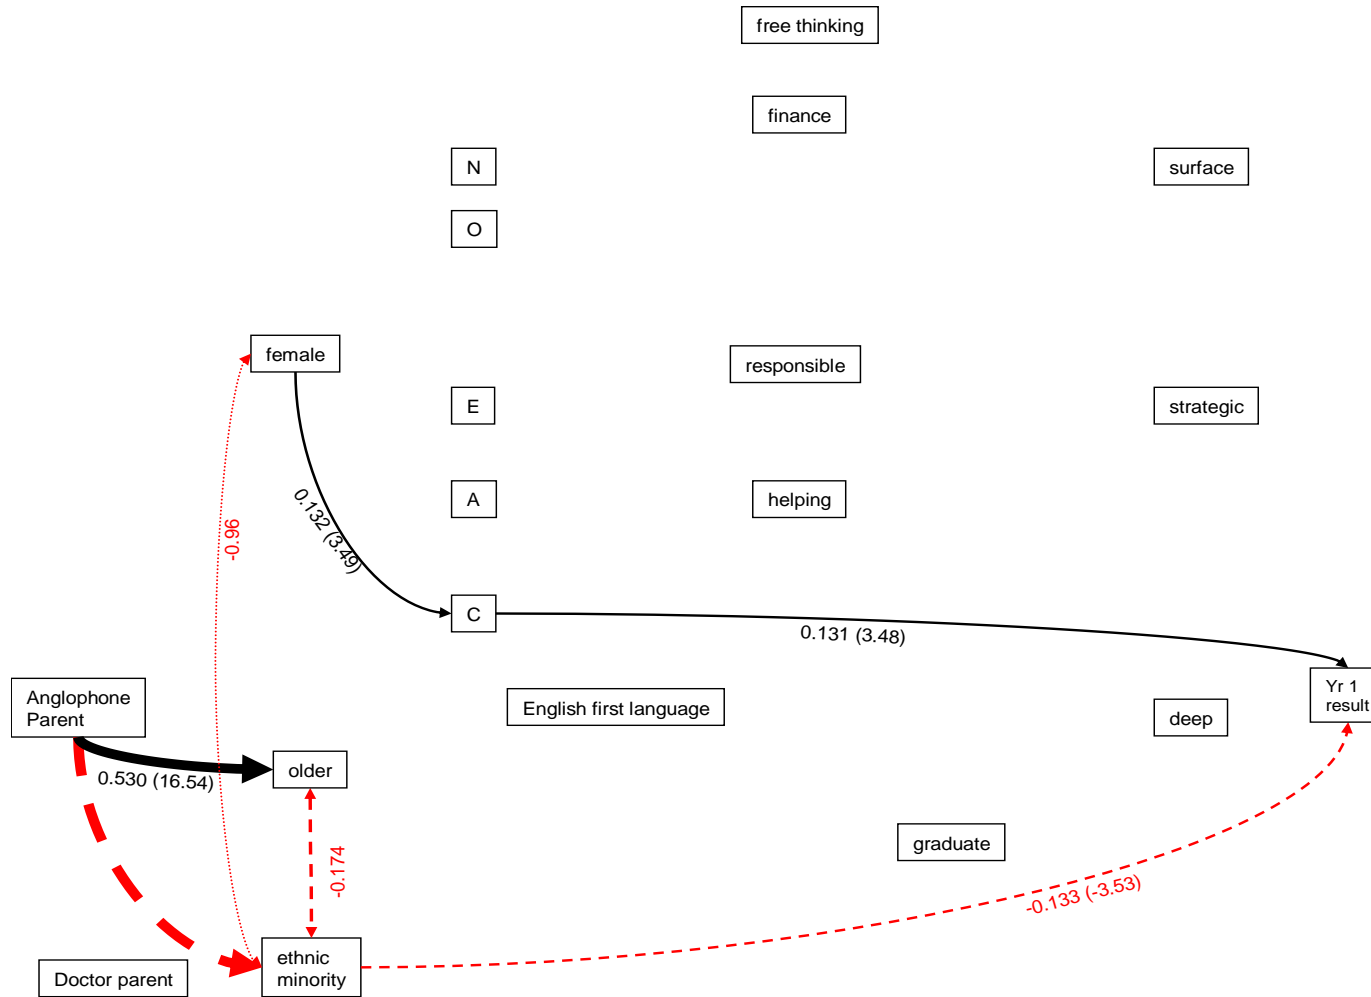 free thinking
finance
N
surface
O
female
responsible
E
strategic
A
helping
0.132 (3.49)
-0.96
C
0.131 (3.48)
Anglophone
Parent
English first language
deep
Yr 1
result
older
0.530 (16.54)
-0.174
graduate
-0.133 (-3.53)
Doctor parent
ethnic
minority